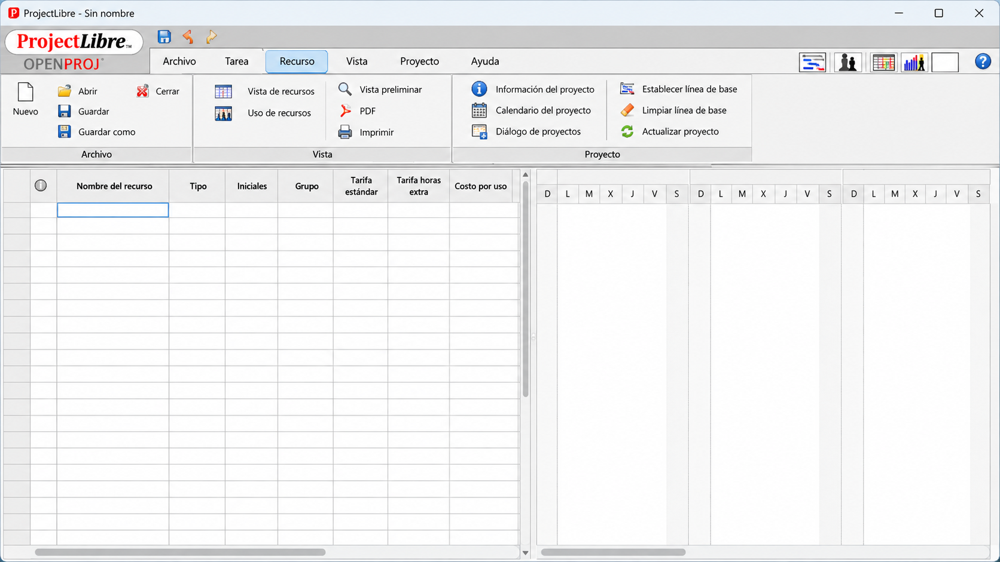 ProjectLibre - Sin nombre
ProjectLibre™
OPENPROJ®
Archivo Tarea Recurso Vista Proyecto Ayuda
Nuevo
Abrir
Guardar
Guardar como
Cerrar
Archivo
Vista de recursos
Uso de recursos
Vista preliminar
PDF
Imprimir
Vista
Información del proyecto
Calendario del proyecto
Diálogo de proyectos
Establecer línea de base
Limpiar línea de base
Actualizar proyecto
Proyecto
Nombre del recurso Tipo Iniciales Grupo Tarifa estándar Tarifa horas extra Costo por uso
D L M X J V S D L M X J V S D L M X J V S